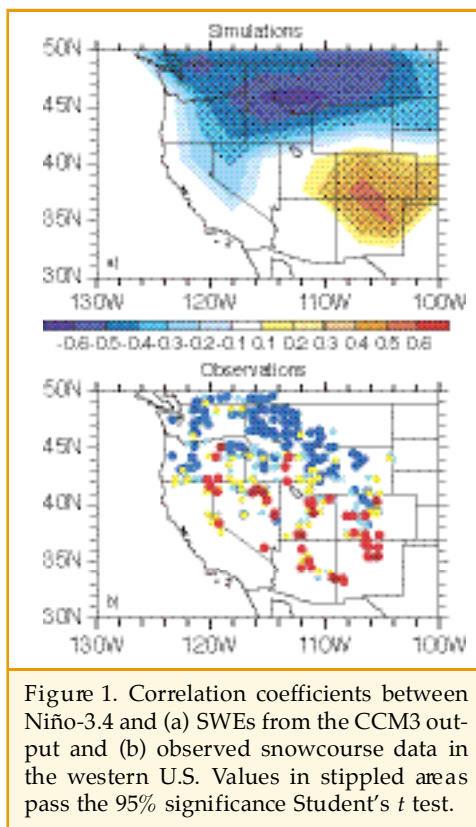 Simulations
50N
45N
40N
35N
30N
a)
130W 120W 110W 100W
-0.6-0.5-0.4-0.3-0.2-0.1 0.1 0.2 0.3 0.4 0.5 0.6
Observations
50N
45N
40N
35N
30N
b)
130W 120W 110W 100W
Figure 1. Correlation coefficients between
Niño-3.4 and (a) SWEs from the CCM3 out-
put and (b) observed snowcourse data in
the western U.S. Values in stippled areas
pass the 95% significance Student's t test.